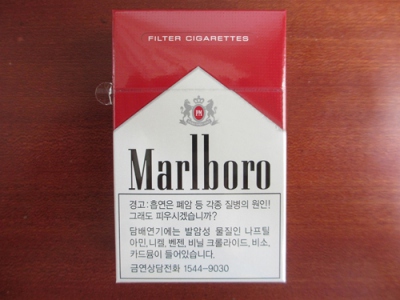 FILTER CIGARETTES
PM
Marlboro
경고: 흡연은 폐암 등 각종 질병의 원인!
그래도 피우시겠습니까?
담배연기에는 발암성 물질인 나프틸
아민, 니켈, 벤젠, 비닐 크롤라이드, 비소,
카드뮴이 들어있습니다.
금연상담전화 1544-9030